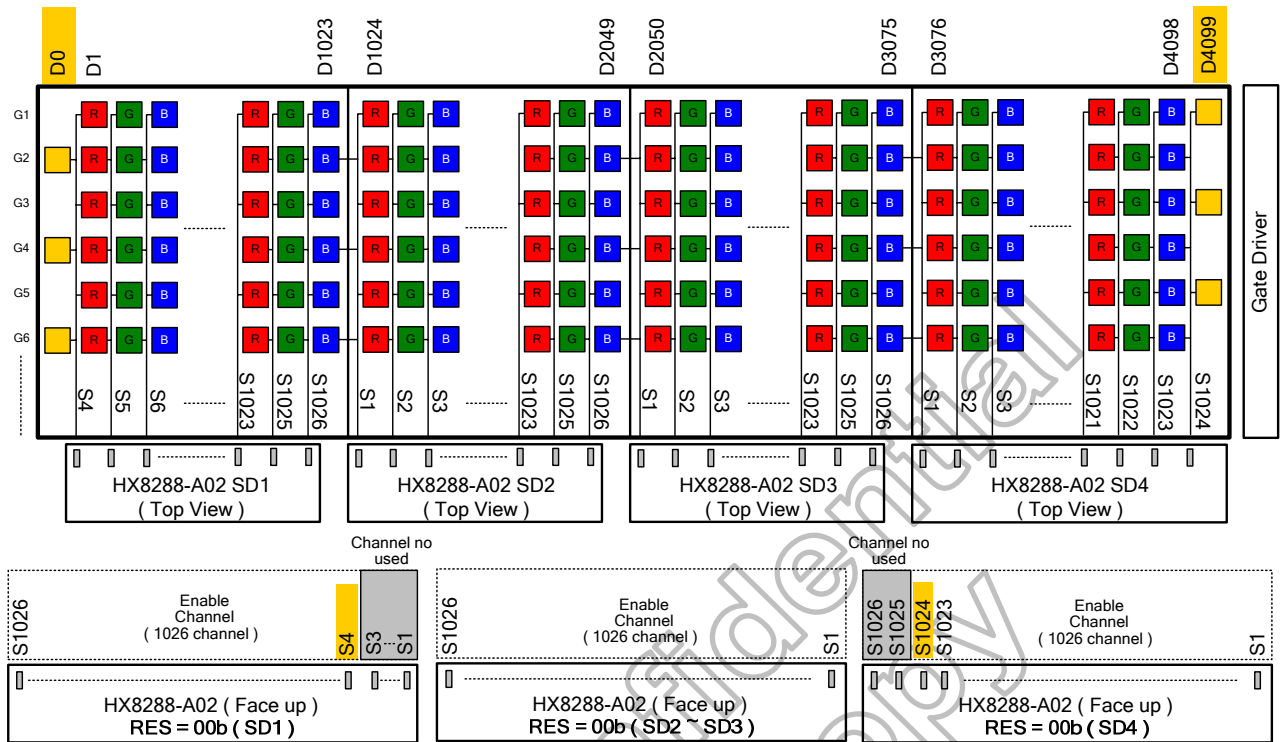 D0 D1 D1023 D1024 D2049 D2050 D3075 D3076 D4098 D4099
G1 R G B R G B R G B R G B R G B R G B R G B R G B
G2 R G B R G B R G B R G B R G B R G B R G B R G B
G3 R G B R G B R G B R G B R G B R G B R G B R G B
G4 R G B R G B R G B R G B R G B R G B R G B R G B
G5 R G B R G B R G B R G B R G B R G B R G B R G B
G6 R G B R G B R G B R G B R G B R G B R G B R G B
Gate Driver
S4 S5 S6 S1023 S1025 S1026 S1 S2 S3 S1023 S1025 S1026 S1 S2 S3 S1023 S1025 S1026 S1 S2 S3 S1021 S1022 S1023 S1024
HX8288-A02 SD1 HX8288-A02 SD2 HX8288-A02 SD3 HX8288-A02 SD4
( Top View ) ( Top View ) ( Top View ) ( Top View )
Channel no
used
Channel no
used
S1026
Enable
Channel
( 1026 channel )
S4 S3 S1
S1026
Enable
Channel
( 1026 channel )
S1
S1026 S1025 S1024 S1023
Enable
Channel
( 1026 channel )
S1
HX8288-A02 ( Face up )
RES = 00b ( SD1 )
HX8288-A02 ( Face up )
RES = 00b ( SD2 ~ SD3 )
HX8288-A02 ( Face up )
RES = 00b ( SD4 )